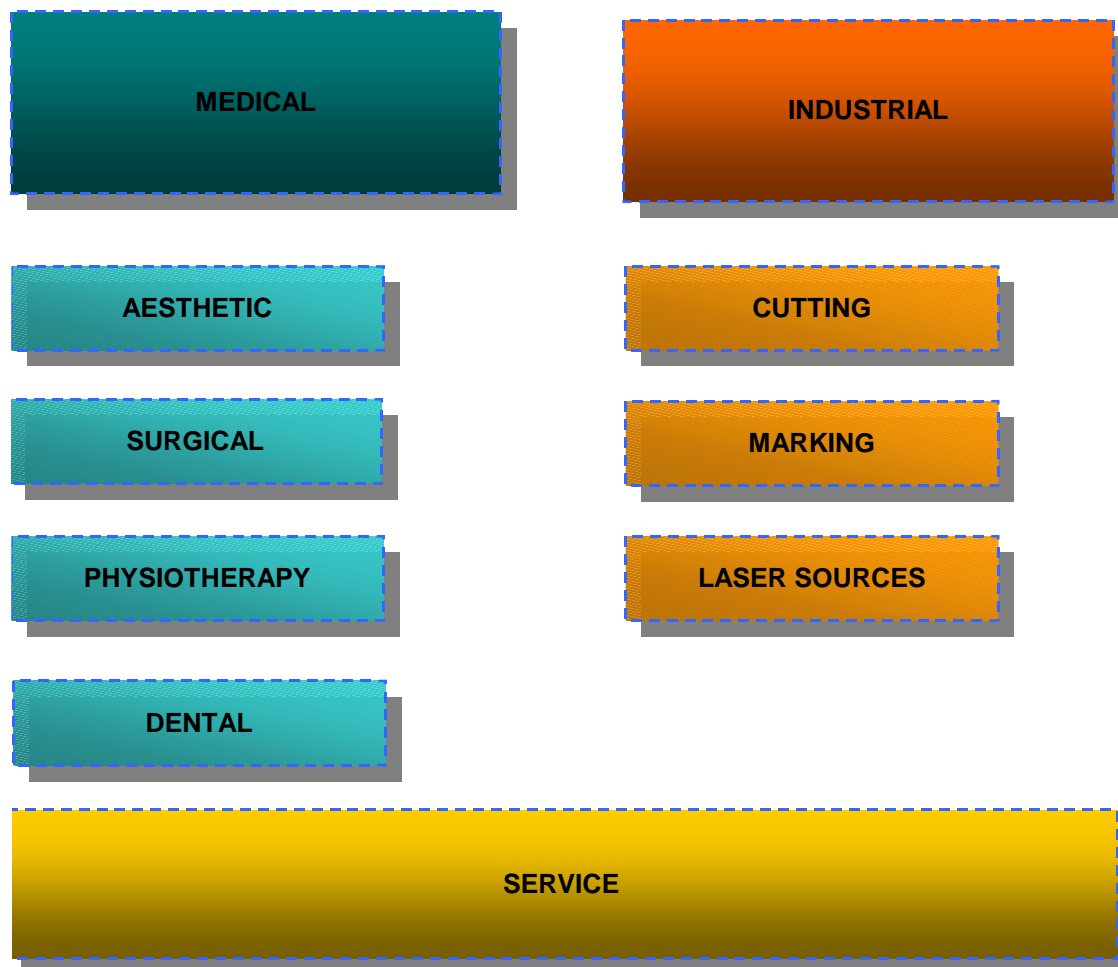 MEDICAL
INDUSTRIAL
AESTHETIC
CUTTING
SURGICAL
MARKING
PHYSIOTHERAPY
LASER SOURCES
DENTAL
SERVICE